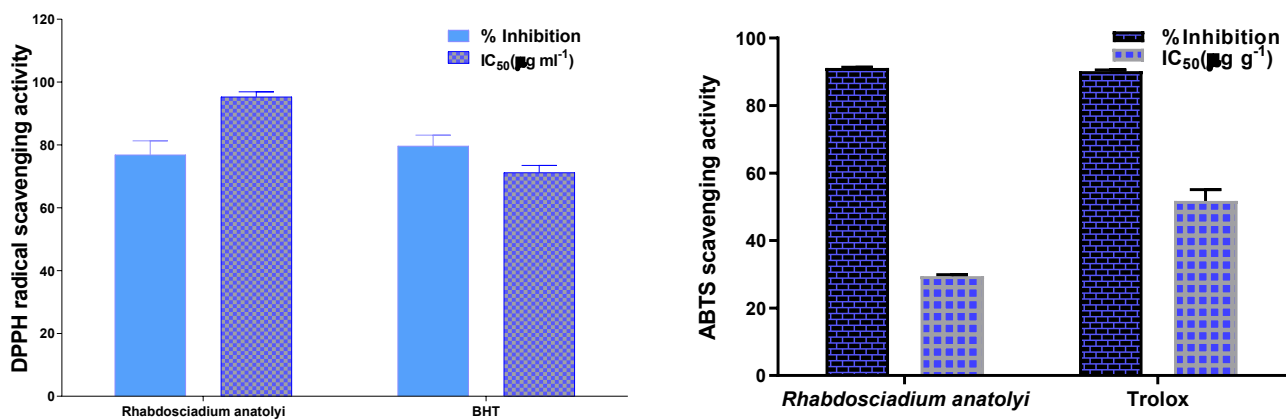 DPPH radical scavenging activity
120
100
80
60
40
20
0
% Inhibition
IC50(μg ml-1)
Rhabdosciadium anatolyi
BHT
ABTS scavenging activity
100
80
60
40
20
0
% Inhibition
IC50(μg g-1)
Rhabdosciadium anatolyi
Trolox